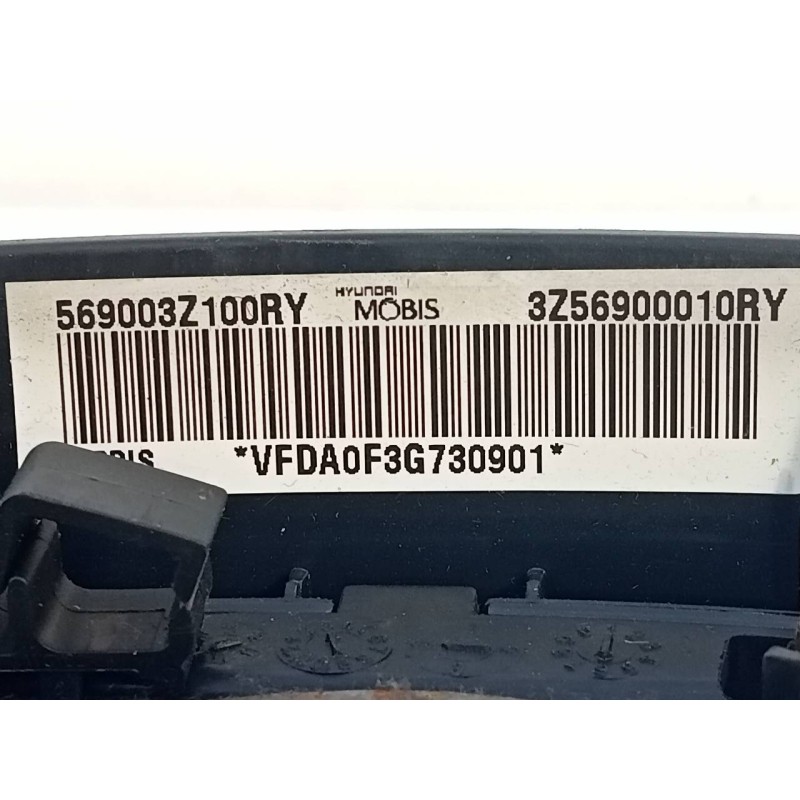 569003Z100RY HYUNDAI MOBIS 3Z56900010RY
*VFDA0F3G730901*